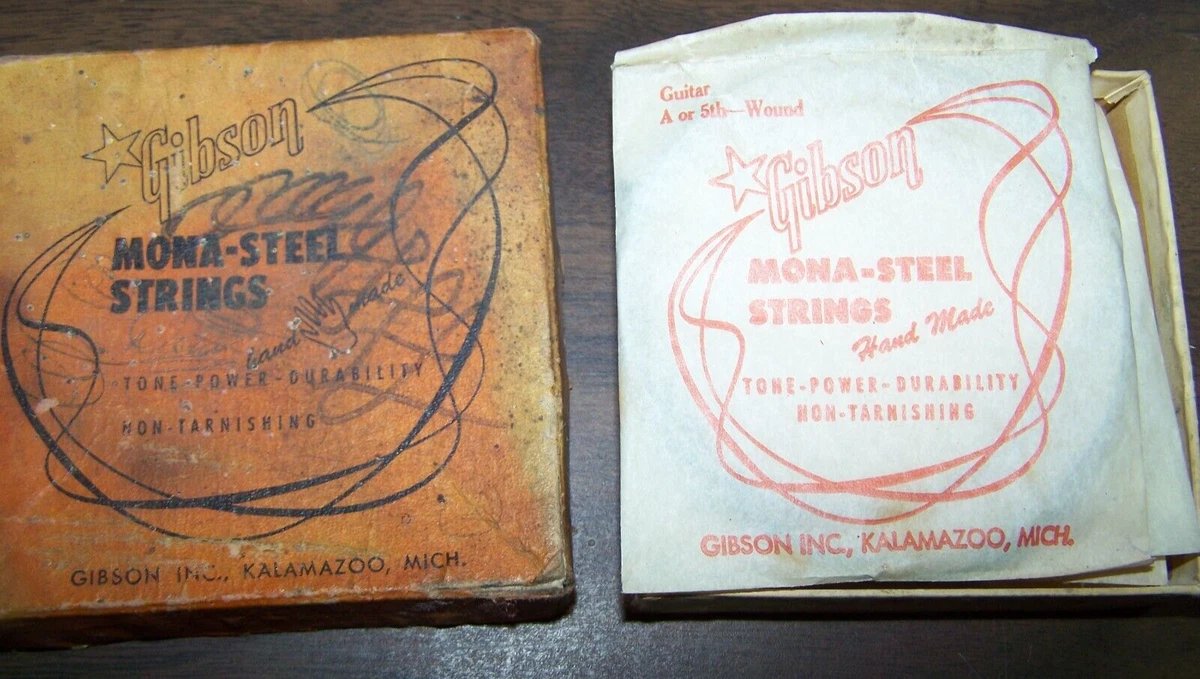 Gibson
MONA-STEEL
STRINGS
hand made
TONE-POWER-DURABILITY
NON-TARNISHING
GIBSON INC., KALAMAZOO, MICH.
Guitar
A or 5th—Wound
Gibson
MONA-STEEL
STRINGS
Hand Made
TONE-POWER-DURABILITY
NON-TARNISHING
GIBSON INC., KALAMAZOO, MICH.